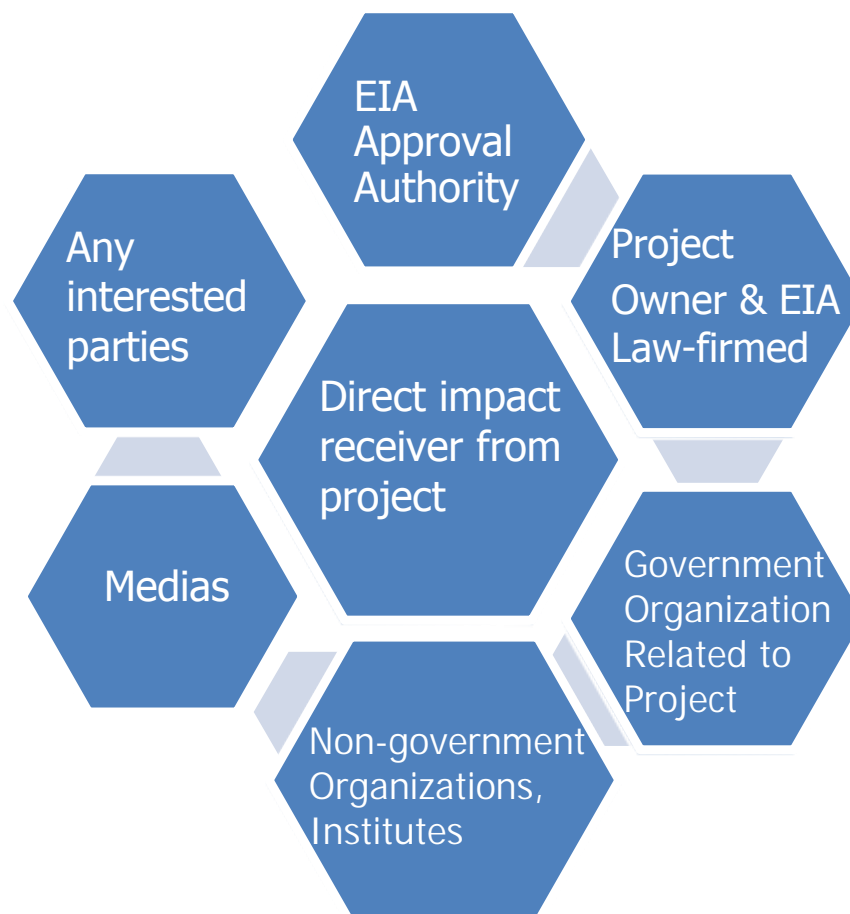 EIA
Approval
Authority
Any
interested
parties
Project
Owner & EIA
Law-firmed
Direct impact
receiver from
project
Medias
Government
Organization
Related to
Project
Non-government
Organizations,
Institutes